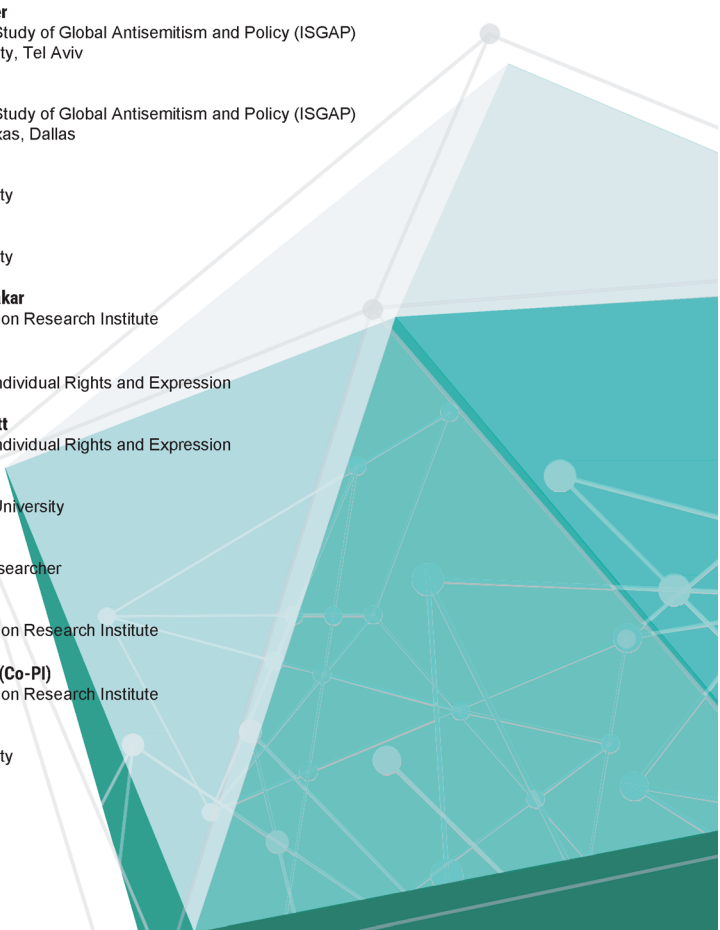 er
Study of Global Antisemitism and Policy (ISGAP)
ty, Tel Aviv
Study of Global Antisemitism and Policy (ISGAP)
xas, Dallas
ty
ty
kar
on Research Institute
ndividual Rights and Expression
tt
ndividual Rights and Expression
University
searcher
on Research Institute
(Co-PI)
on Research Institute
ty